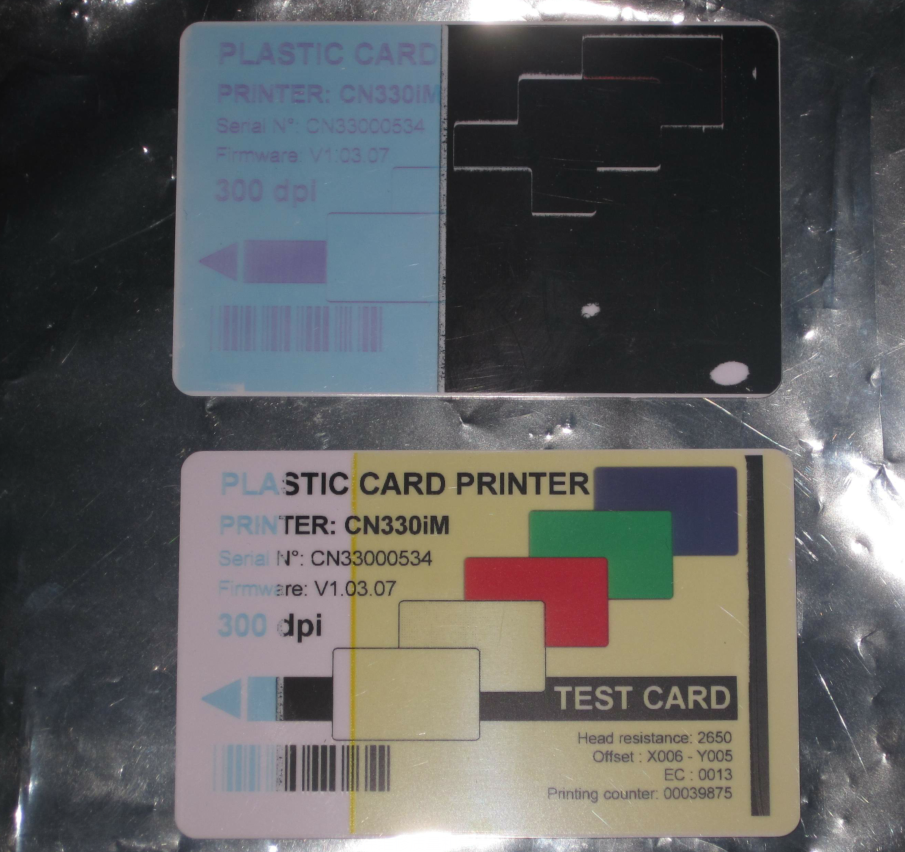 PLASTIC CARD
PRINTER: CN330iM
Serial N°: CN33000534
Firmware: V1.03.07
300 dpi
PLASTIC CARD PRINTER
PRINTER: CN330iM
Serial N°: CN33000534
Firmware: V1.03.07
300 dpi
TEST CARD
Head resistance: 2650
Offset : X006 - Y005
EC : 0013
Printing counter: 00039875